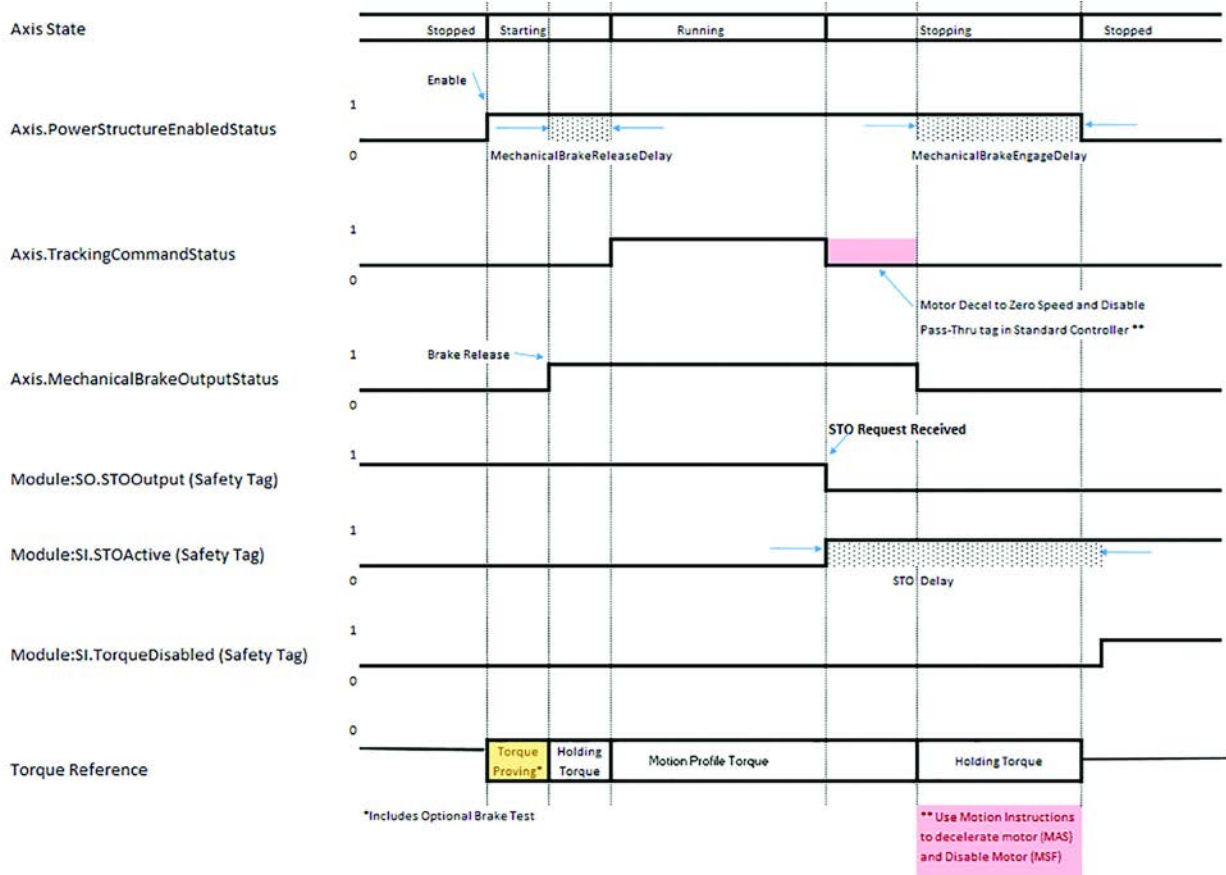 Axis State
Stopped
Starting
Running
Stopping
Stopped
Enable
1
Axis.PowerStructureEnabledStatus
0
MechanicalBrakeReleaseDelay
MechanicalBrakeEngageDelay
1
Axis.TrackingCommandStatus
0
Motor Decel to Zero Speed and Disable
Pass-Thru tag in Standard Controller **
Brake Release
1
Axis.MechanicalBrakeOutputStatus
0
STO Request Received
1
Module:SO.STOOutput (Safety Tag)
1
Module:SI.STOActive (Safety Tag)
0
STO Delay
1
Module:SI.TorqueDisabled (Safety Tag)
0
0
Torque Reference
Torque
Proving*
Holding
Torque
Motion Profile Torque
Holding Torque
*Includes Optional Brake Test
** Use Motion Instructions
to decelerate motor (MAS)
and Disable Motor (MSF)